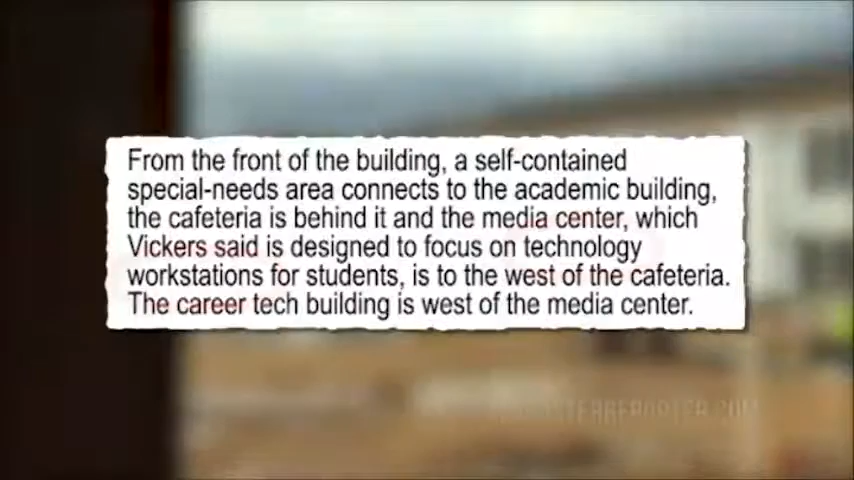 From the front of the building, a self-contained
special-needs area connects to the academic building,
the cafeteria is behind it and the media center, which
Vickers said is designed to focus on technology
workstations for students, is to the west of the cafeteria.
The career tech building is west of the media center.